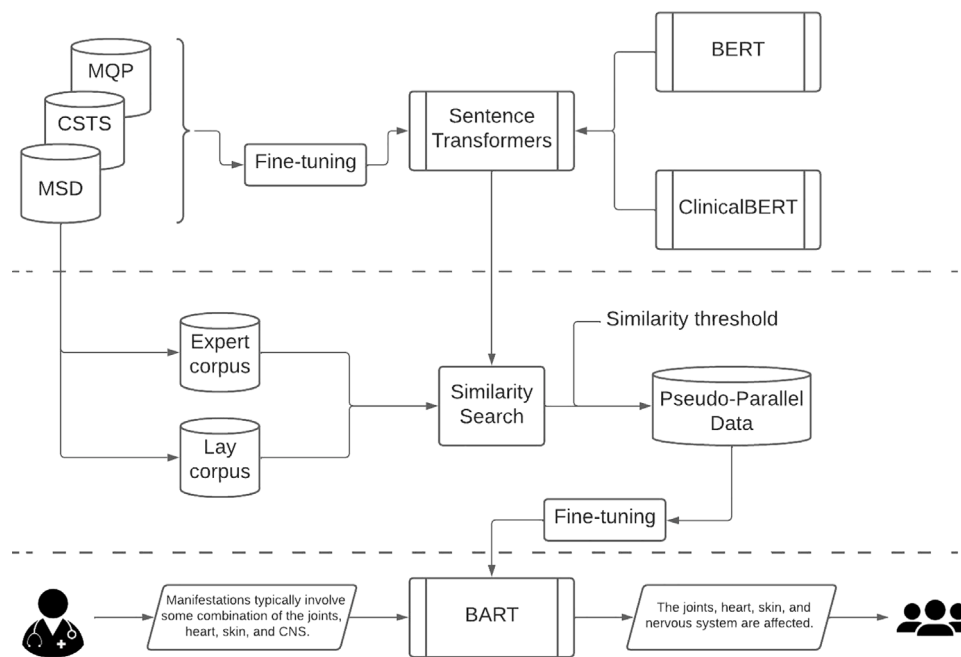 MQP
CSTS
MSD
Fine-tuning
Sentence
Transformers
BERT
ClinicalBERT
Expert
corpus
Lay
corpus
Similarity
Search
Similarity threshold
Pseudo-Parallel
Data
Fine-tuning
Manifestations typically involve
some combination of the joints,
heart, skin, and CNS.
BART
The joints, heart, skin, and
nervous system are affected.